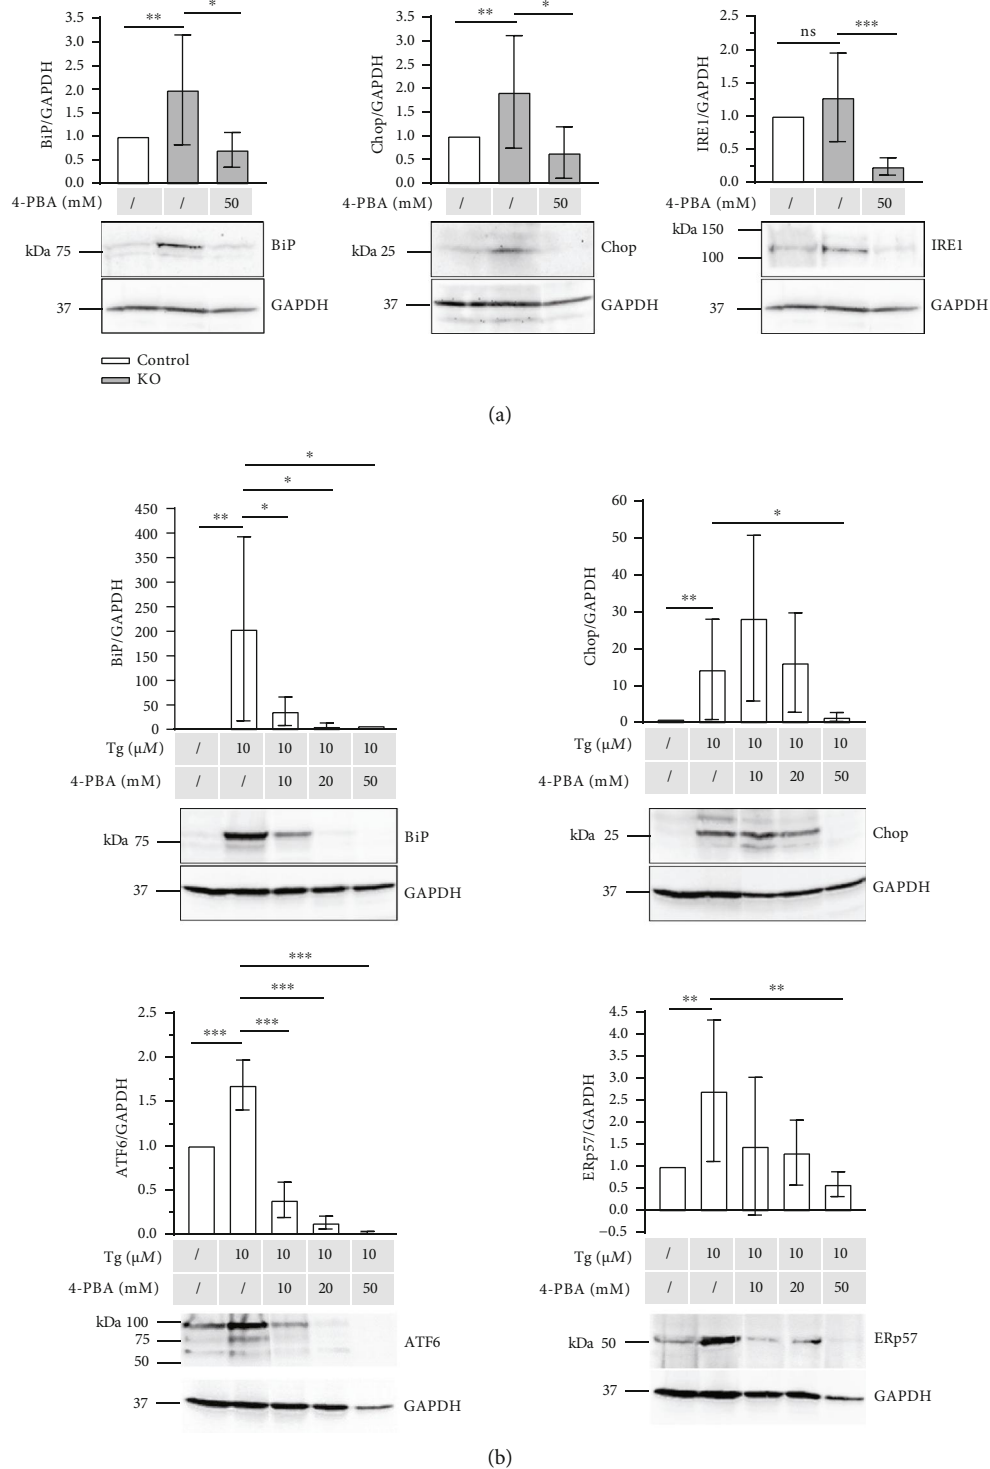 ** *
3.5
3.0
2.5
2.0
1.5
1.0
0.5
0.0
BiP/GAPDH
4-PBA (mM) / / 50
kDa 75 BiP
37 GAPDH
** *
3.5
3.0
2.5
2.0
1.5
1.0
0.5
0.0
Chop/GAPDH
4-PBA (mM) / / 50
kDa 25 Chop
37 GAPDH
ns ***
2.5
2.0
1.5
1.0
0.5
0.0
IRE1/GAPDH
4-PBA (mM) / / 50
kDa 150 IRE1
100
37 GAPDH
Control
KO
(a)
*
*
** *
450
400
350
300
250
200
150
100
50
0
BiP/GAPDH
Tg (μM) / 10 10 10 10
4-PBA (mM) / / 10 20 50
kDa 75 BiP
37 GAPDH
*
**
60
50
40
30
20
10
0
Chop/GAPDH
Tg (μM) / 10 10 10 10
4-PBA (mM) / / 10 20 50
kDa 25 Chop
37 GAPDH
***
***
*** ***
2.5
2.0
1.5
1.0
0.5
0.0
ATF6/GAPDH
Tg (μM) / 10 10 10 10
4-PBA (mM) / / 10 20 50
kDa 100
75 ATF6
50
37 GAPDH
** **
4.5
4.0
3.5
3.0
2.5
2.0
1.5
1.0
0.5
0.0
−0.5
ERp57/GAPDH
Tg (μM) / 10 10 10 10
4-PBA (mM) / / 10 20 50
kDa 50 ERp57
37 GAPDH
(b)